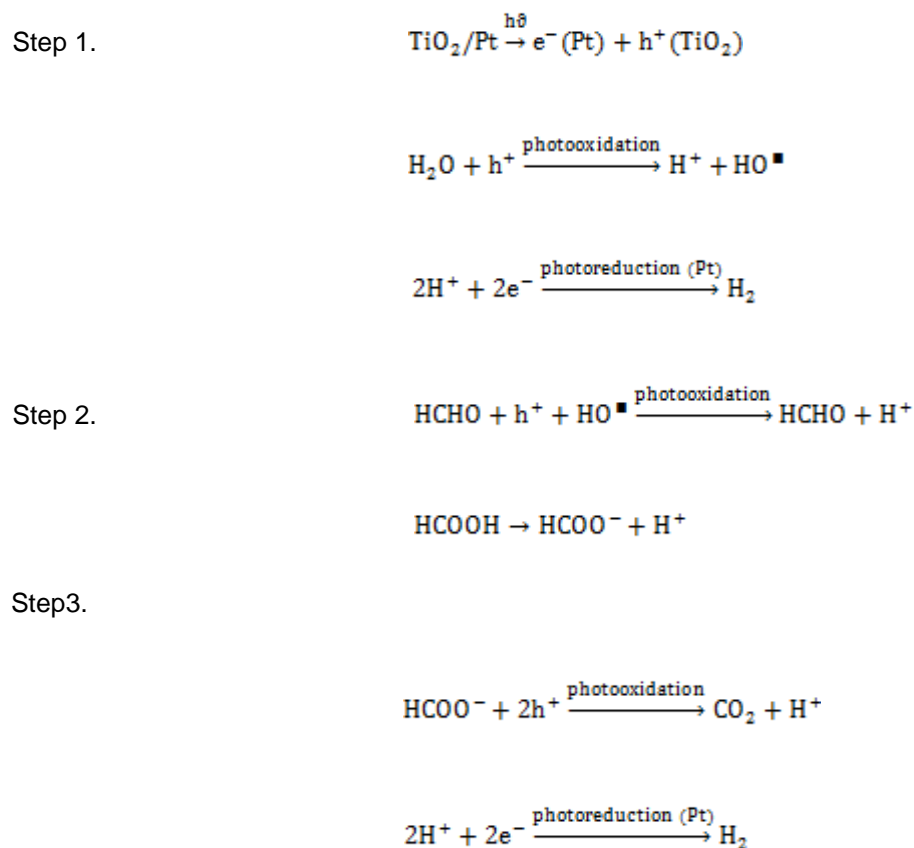 Step 1. TiO₂/Pt →(hϑ) e⁻(Pt) + h⁺(TiO₂)
H₂O + h⁺ →(photooxidation) H⁺ + HO■
2H⁺ + 2e⁻ →(photoreduction (Pt)) H₂
Step 2. HCHO + h⁺ + HO■ →(photooxidation) HCHO + H⁺
HCOOH → HCOO⁻ + H⁺
Step3.
HCOO⁻ + 2h⁺ →(photooxidation) CO₂ + H⁺
2H⁺ + 2e⁻ →(photoreduction (Pt)) H₂